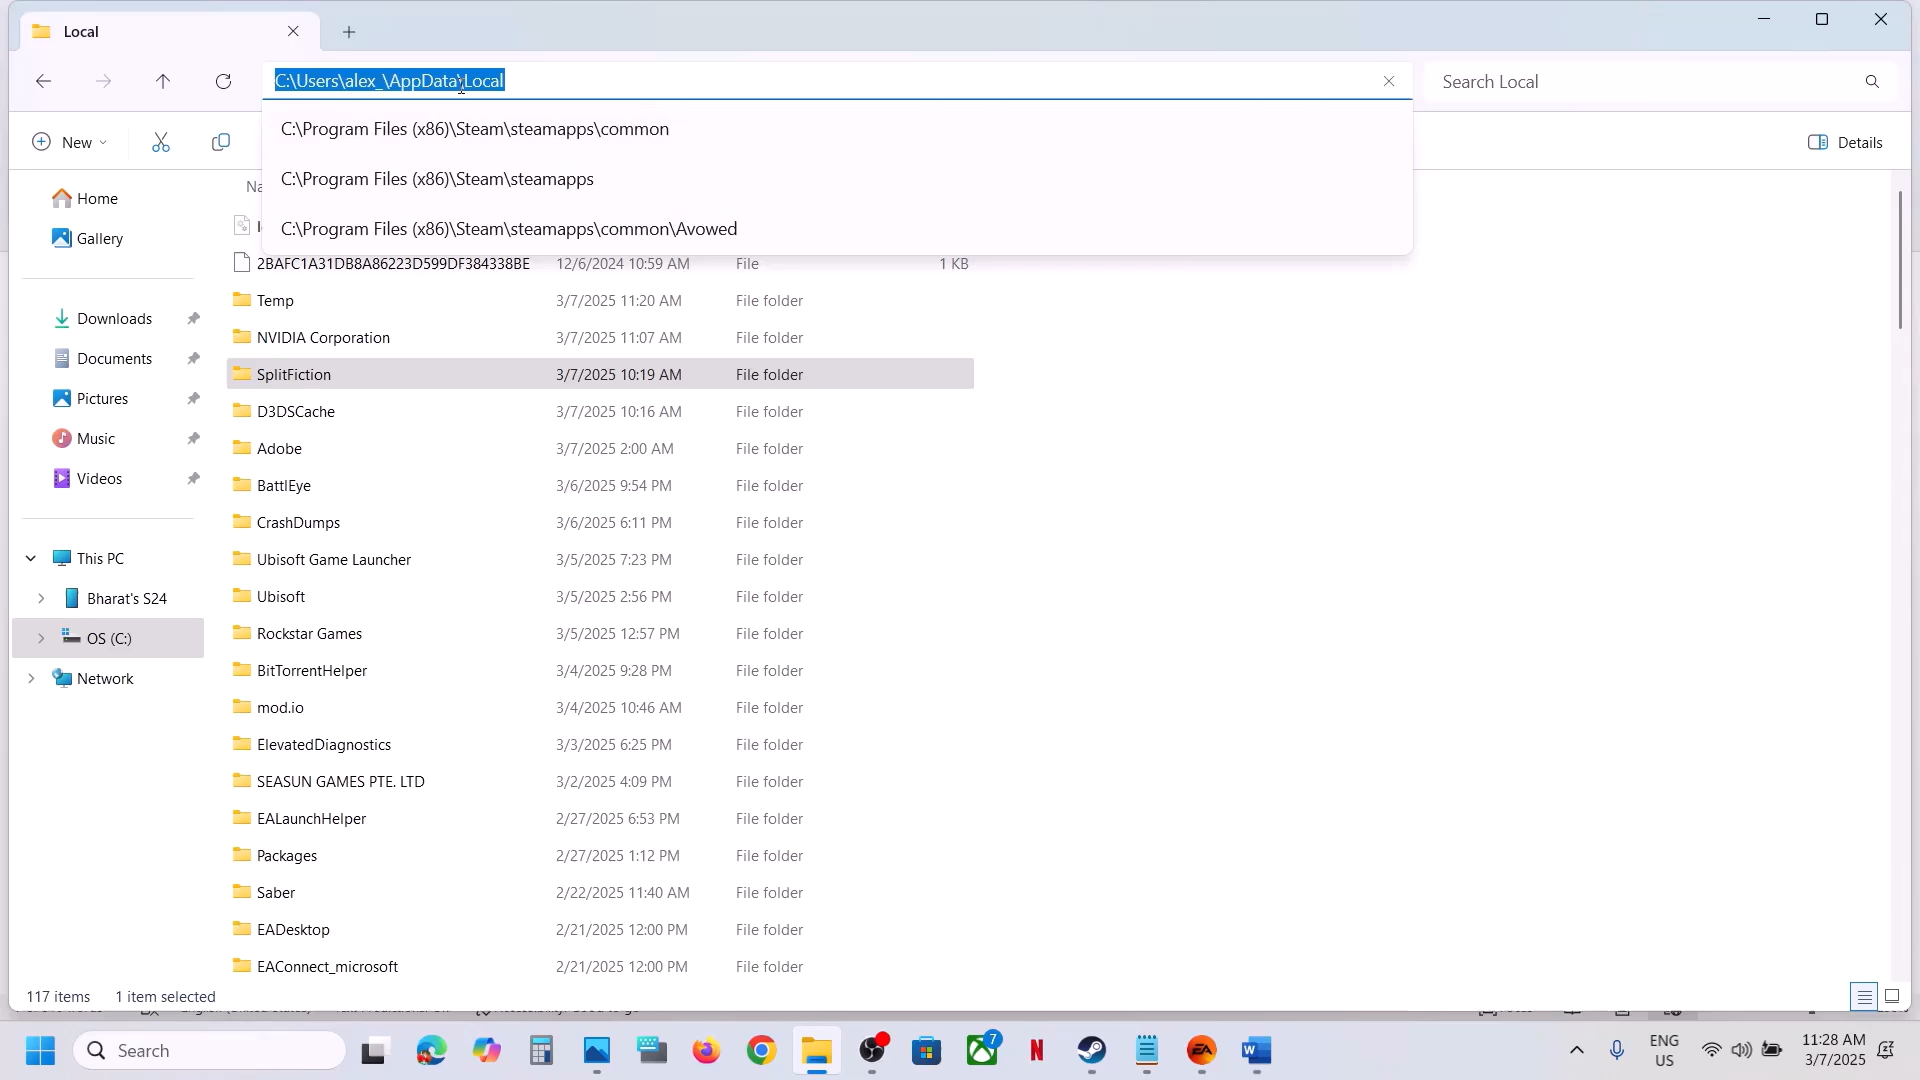 Local
C:\Users\alex_\AppData\Local
Search Local
New
C:\Program Files (x86)\Steam\steamapps\common
C:\Program Files (x86)\Steam\steamapps
C:\Program Files (x86)\Steam\steamapps\common\Avowed
Details
Home
Gallery
Downloads
Documents
Pictures
Music
Videos
This PC
Bharat's S24
OS (C:)
Network
2BAFC1A31DB8A86223D599DF384338BE 12/6/2024 10:59 AM File 1 KB
Temp 3/7/2025 11:20 AM File folder
NVIDIA Corporation 3/7/2025 11:07 AM File folder
SplitFiction 3/7/2025 10:19 AM File folder
D3DSCache 3/7/2025 10:16 AM File folder
Adobe 3/7/2025 2:00 AM File folder
BattlEye 3/6/2025 9:54 PM File folder
CrashDumps 3/6/2025 6:11 PM File folder
Ubisoft Game Launcher 3/5/2025 7:23 PM File folder
Ubisoft 3/5/2025 2:56 PM File folder
Rockstar Games 3/5/2025 12:57 PM File folder
BitTorrentHelper 3/4/2025 9:28 PM File folder
mod.io 3/4/2025 10:46 AM File folder
ElevatedDiagnostics 3/3/2025 6:25 PM File folder
SEASUN GAMES PTE. LTD 3/2/2025 4:09 PM File folder
EALaunchHelper 2/27/2025 6:53 PM File folder
Packages 2/27/2025 1:12 PM File folder
Saber 2/22/2025 11:40 AM File folder
EADesktop 2/21/2025 12:00 PM File folder
EAConnect_microsoft 2/21/2025 12:00 PM File folder
117 items 1 item selected
Search
7
ENG
US
11:28 AM
3/7/2025